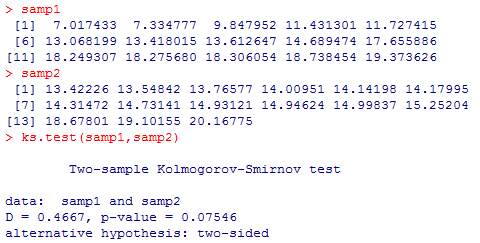 > samp1
[1] 7.017433 7.334777 9.847952 11.431301 11.727415
[6] 13.068199 13.418015 13.612647 14.689474 17.655886
[11] 18.249307 18.275680 18.306054 18.738454 19.373626
> samp2
[1] 13.42226 13.54842 13.76577 14.00951 14.14198 14.17995
[7] 14.31472 14.73141 14.93121 14.94624 14.99837 15.25204
[13] 18.67801 19.10155 20.16775
> ks.test(samp1,samp2)
Two-sample Kolmogorov-Smirnov test
data: samp1 and samp2
D = 0.4667, p-value = 0.07546
alternative hypothesis: two-sided